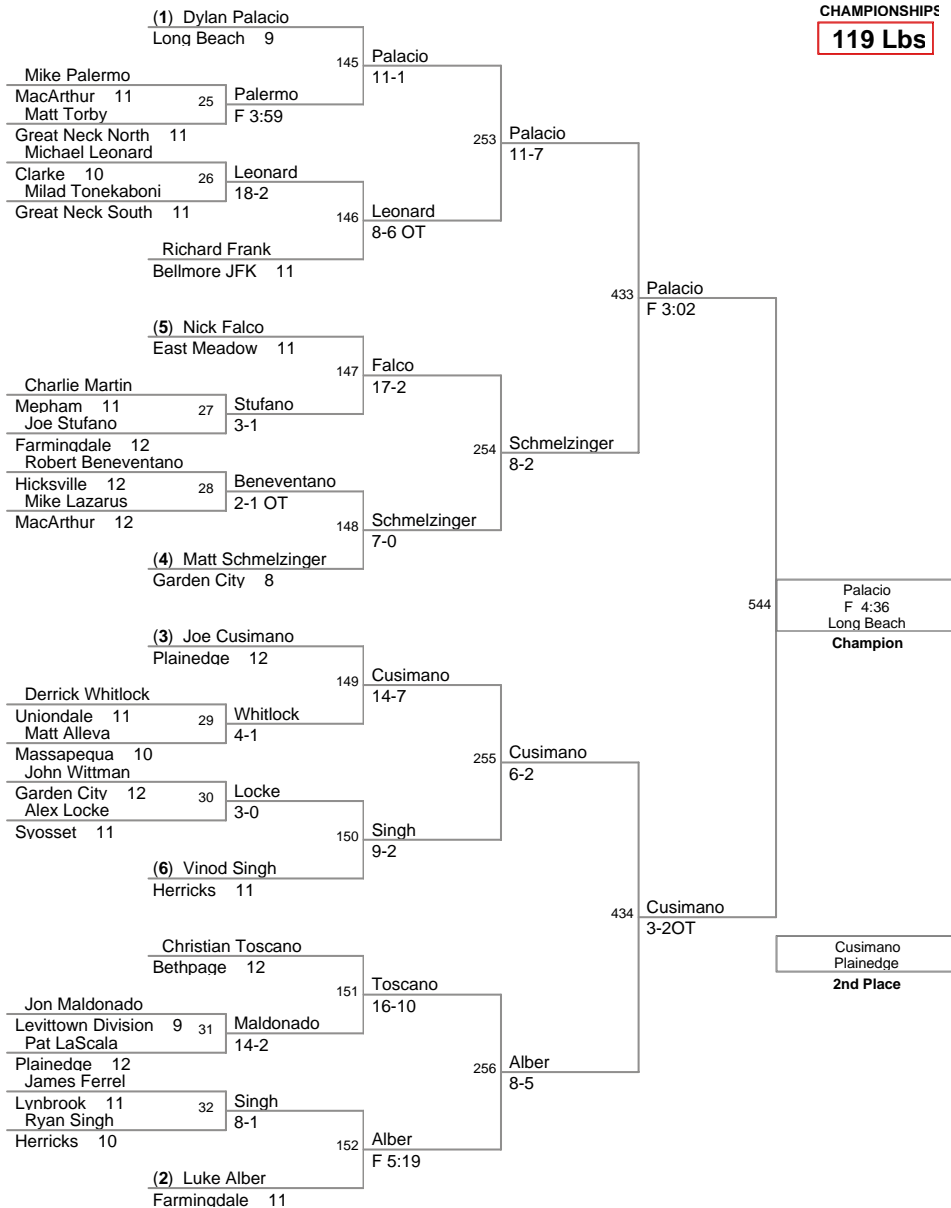 CHAMPIONSHIPS
119 Lbs
(1) Dylan Palacio
Long Beach 9
145
Palacio
11-1
Mike Palermo
MacArthur 11
25
Palermo
F 3:59
Matt Torby
Great Neck North 11
253
Palacio
11-7
Michael Leonard
Clarke 10
26
Leonard
18-2
Milad Tonekaboni
Great Neck South 11
146
Leonard
8-6 OT
Richard Frank
Bellmore JFK 11
433
Palacio
F 3:02
(5) Nick Falco
East Meadow 11
147
Falco
17-2
Charlie Martin
Mepham 11
27
Stufano
3-1
Joe Stufano
Farmingdale 12
254
Schmelzinger
8-2
Robert Beneventano
Hicksville 12
28
Beneventano
2-1 OT
Mike Lazarus
MacArthur 12
148
Schmelzinger
7-0
(4) Matt Schmelzinger
Garden City 8
544
Palacio
F 4:36
Long Beach
Champion
(3) Joe Cusimano
Plainedge 12
149
Cusimano
14-7
Derrick Whitlock
Uniondale 11
29
Whitlock
4-1
Matt Alleva
Massapequa 10
255
Cusimano
6-2
John Wittman
Garden City 12
30
Locke
3-0
Alex Locke
Syosset 11
150
Singh
9-2
(6) Vinod Singh
Herricks 11
434
Cusimano
3-2OT
Cusimano
Plainedge
2nd Place
Christian Toscano
Bethpage 12
151
Toscano
16-10
Jon Maldonado
Levittown Division 9
31
Maldonado
14-2
Pat LaScala
Plainedge 12
256
Alber
8-5
James Ferrel
Lynbrook 11
32
Singh
8-1
Ryan Singh
Herricks 10
152
Alber
F 5:19
(2) Luke Alber
Farmingdale 11